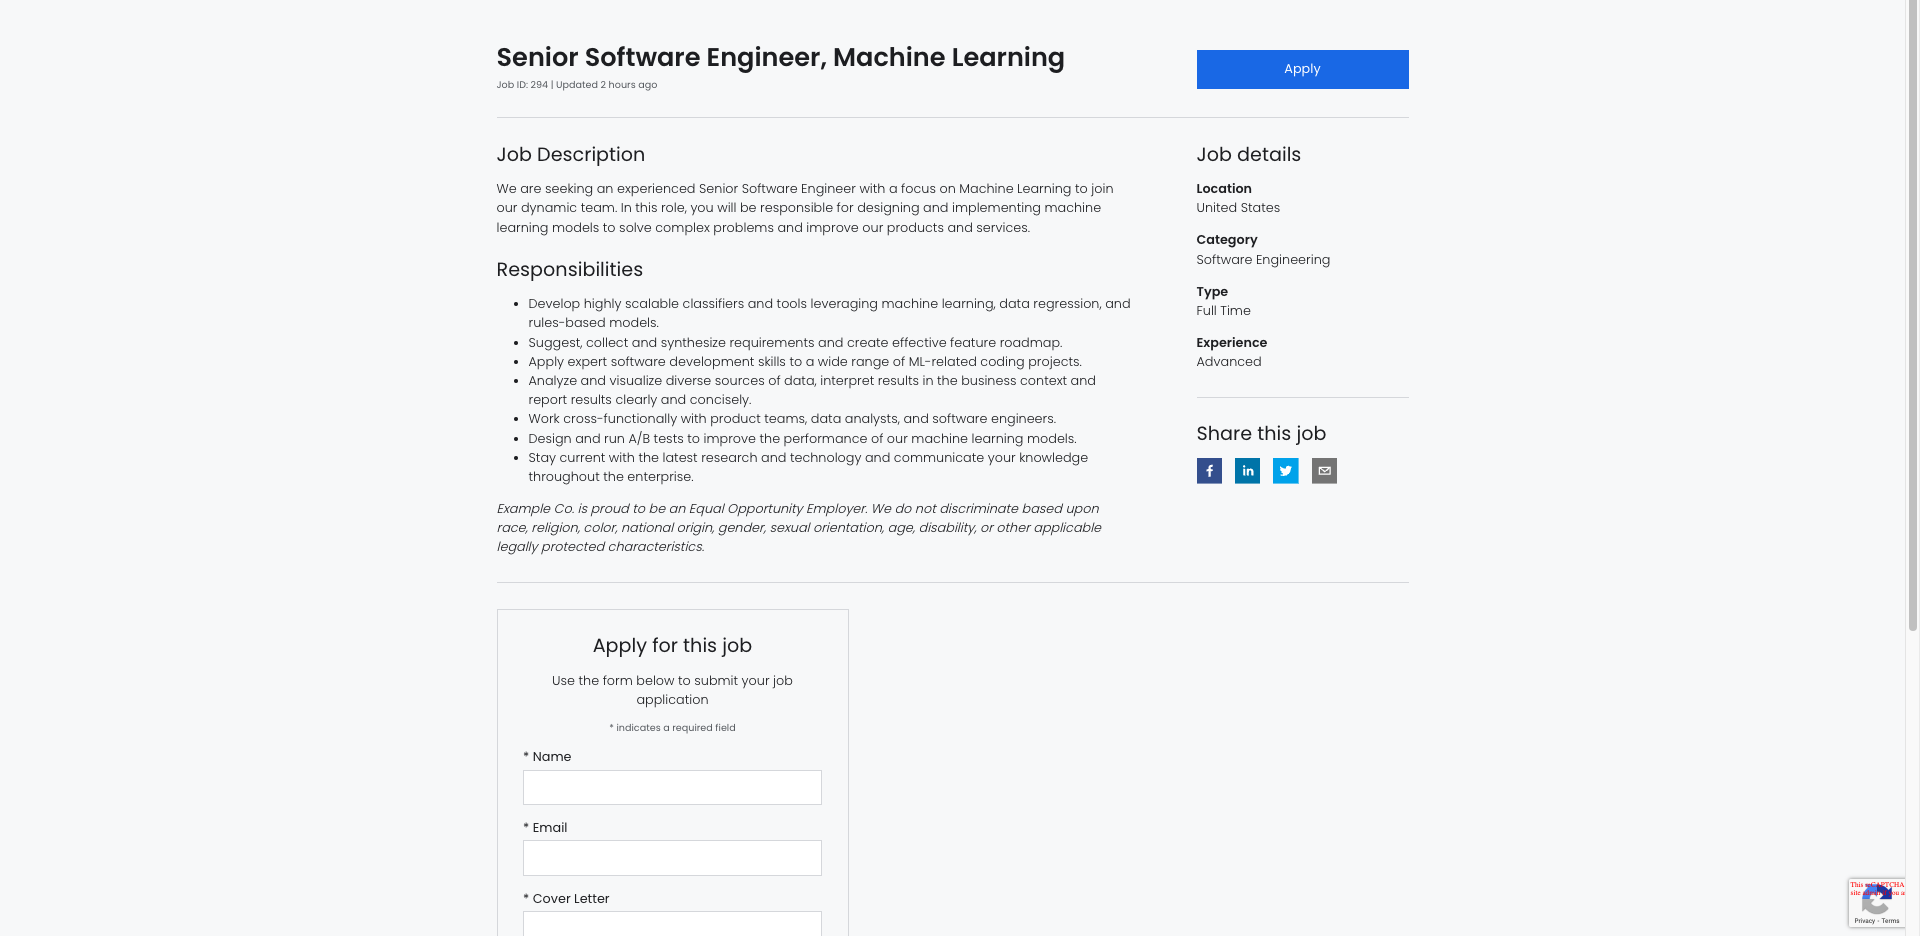 Senior Software Engineer, Machine Learning
Job ID: 294 | Updated 2 hours ago
Apply
Job Description
We are seeking an experienced Senior Software Engineer with a focus on Machine Learning to join
our dynamic team. In this role, you will be responsible for designing and implementing machine
learning models to solve complex problems and improve our products and services.
Responsibilities
• Develop highly scalable classifiers and tools leveraging machine learning, data regression, and
rules-based models.
• Suggest, collect and synthesize requirements and create effective feature roadmap.
• Apply expert software development skills to a wide range of ML-related coding projects.
• Analyze and visualize diverse sources of data, interpret results in the business context and
report results clearly and concisely.
• Work cross-functionally with product teams, data analysts, and software engineers.
• Design and run A/B tests to improve the performance of our machine learning models.
• Stay current with the latest research and technology and communicate your knowledge
throughout the enterprise.
Example Co. is proud to be an Equal Opportunity Employer. We do not discriminate based upon
race, religion, color, national origin, gender, sexual orientation, age, disability, or other applicable
legally protected characteristics.
Job details
Location
United States
Category
Software Engineering
Type
Full Time
Experience
Advanced
Share this job
Apply for this job
Use the form below to submit your job
application
* indicates a required field
* Name
* Email
* Cover Letter
This reCAPTCHA
site
Privacy - Terms